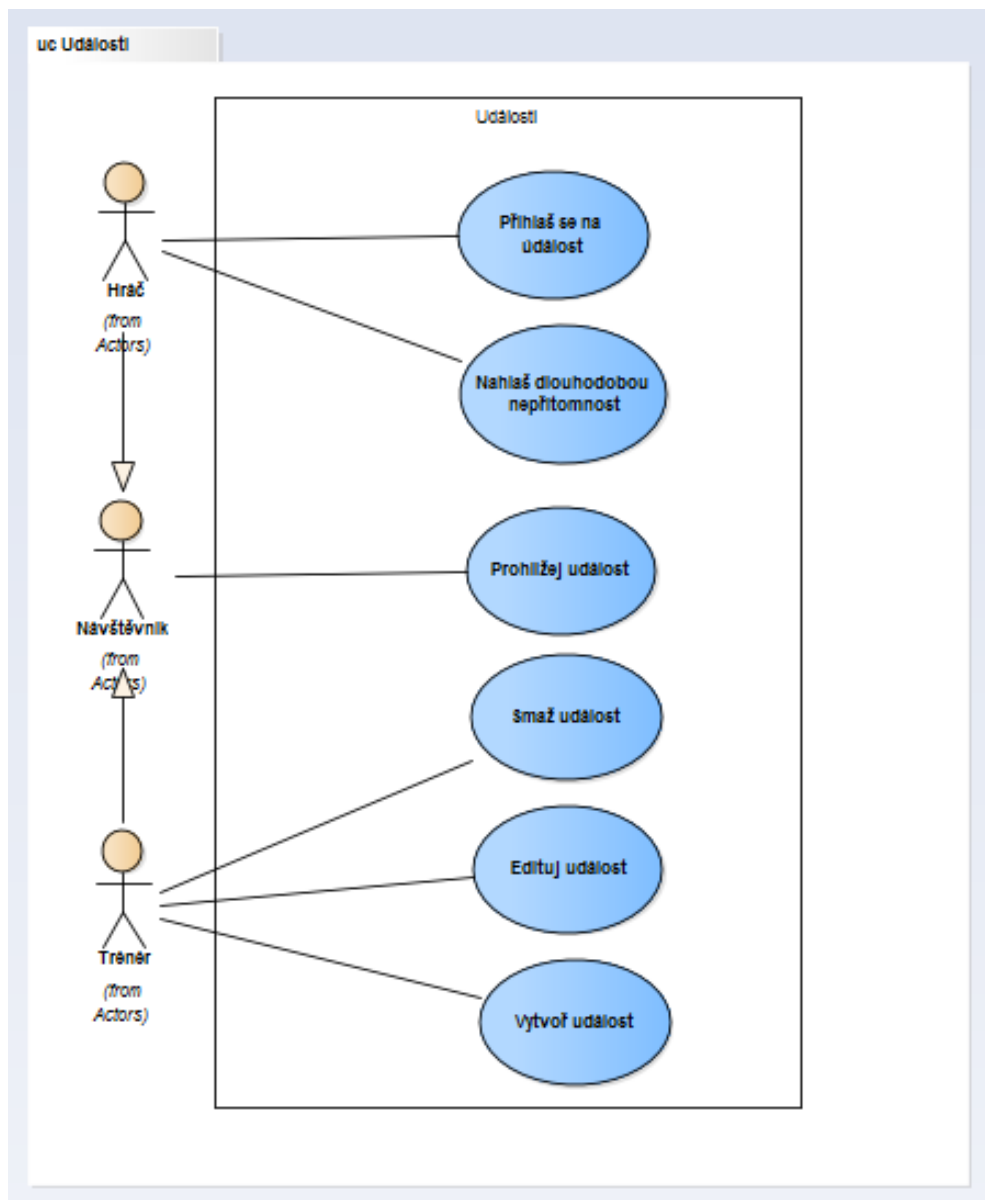 uc Události
Události
Přihlaš se na
událost
Hráč
(from
Actors)
Nahlaš dlouhodobou
nepřítomnost
Prohlížej událost
Návštěvník
(from
Actors)
Smaž událost
Edituj událost
Trenér
(from
Actors)
Vytvoř událost